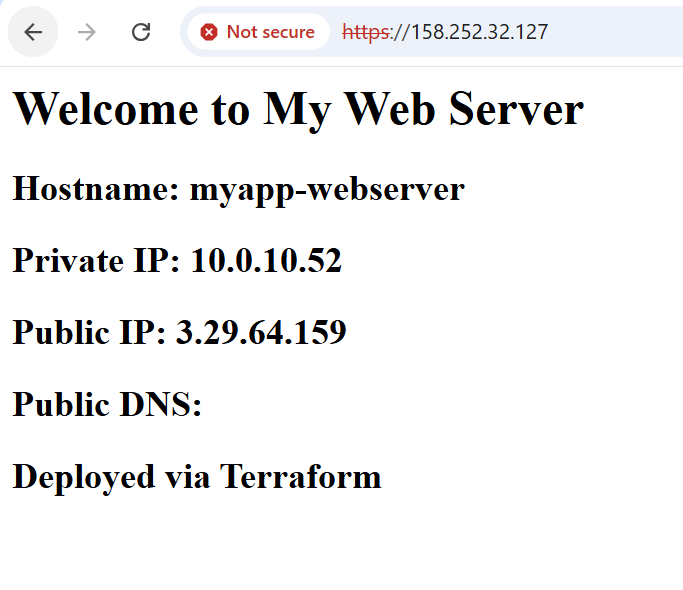 Not secure https://158.252.32.127
Welcome to My Web Server
Hostname: myapp-webserver
Private IP: 10.0.10.52
Public IP: 3.29.64.159
Public DNS:
Deployed via Terraform